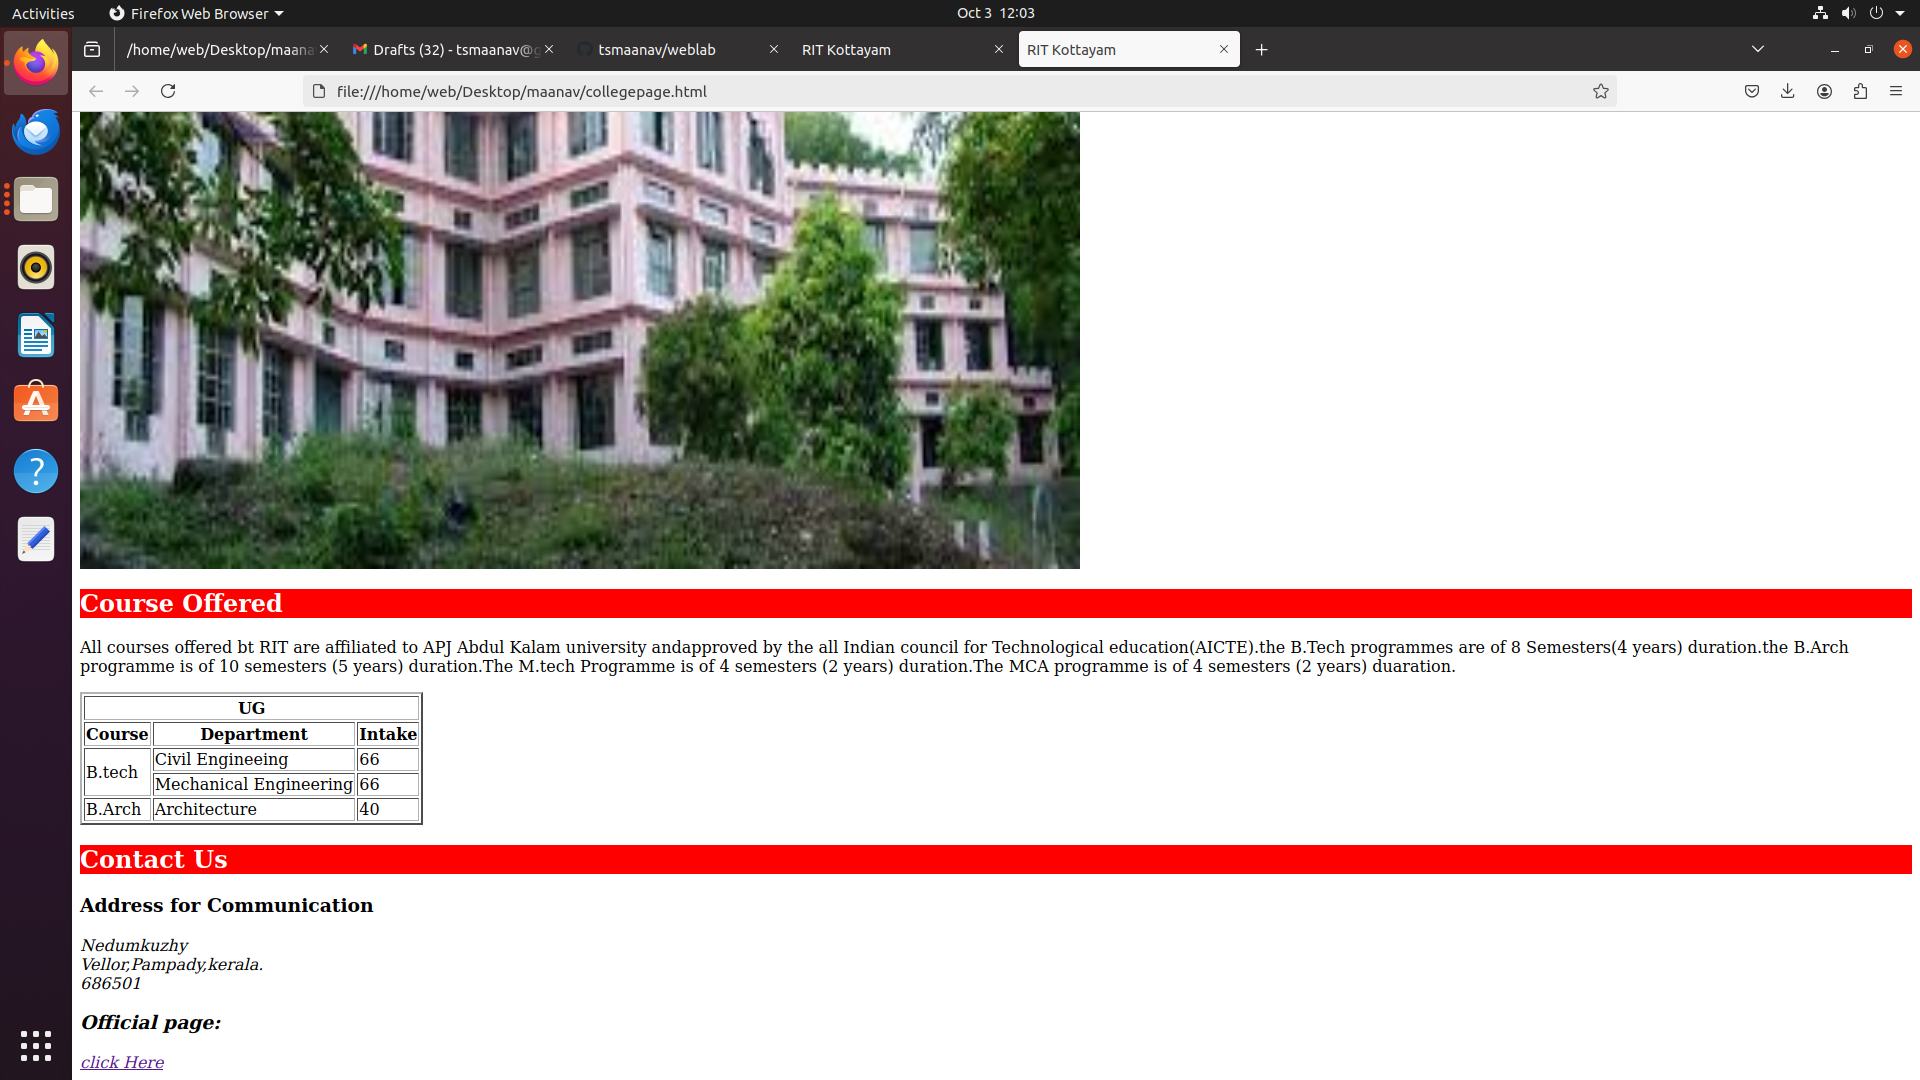 Activities Firefox Web Browser Oct 3 12:03
/home/web/Desktop/maana Drafts (32) - tsmaanav@g tsmaanav/weblab RIT Kottayam RIT Kottayam
file:///home/web/Desktop/maanav/collegepage.html
Course Offered
All courses offered bt RIT are affiliated to APJ Abdul Kalam university andapproved by the all Indian council for Technological education(AICTE).the B.Tech programmes are of 8 Semesters(4 years) duration.the B.Arch
programme is of 10 semesters (5 years) duration.The M.tech Programme is of 4 semesters (2 years) duration.The MCA programme is of 4 semesters (2 years) duaration.
UG
Course Department Intake
B.tech Civil Engineeing 66
Mechanical Engineering 66
B.Arch Architecture 40
Contact Us
Address for Communication
Nedumkuzhy
Vellor,Pampady,kerala.
686501
Official page:
click Here